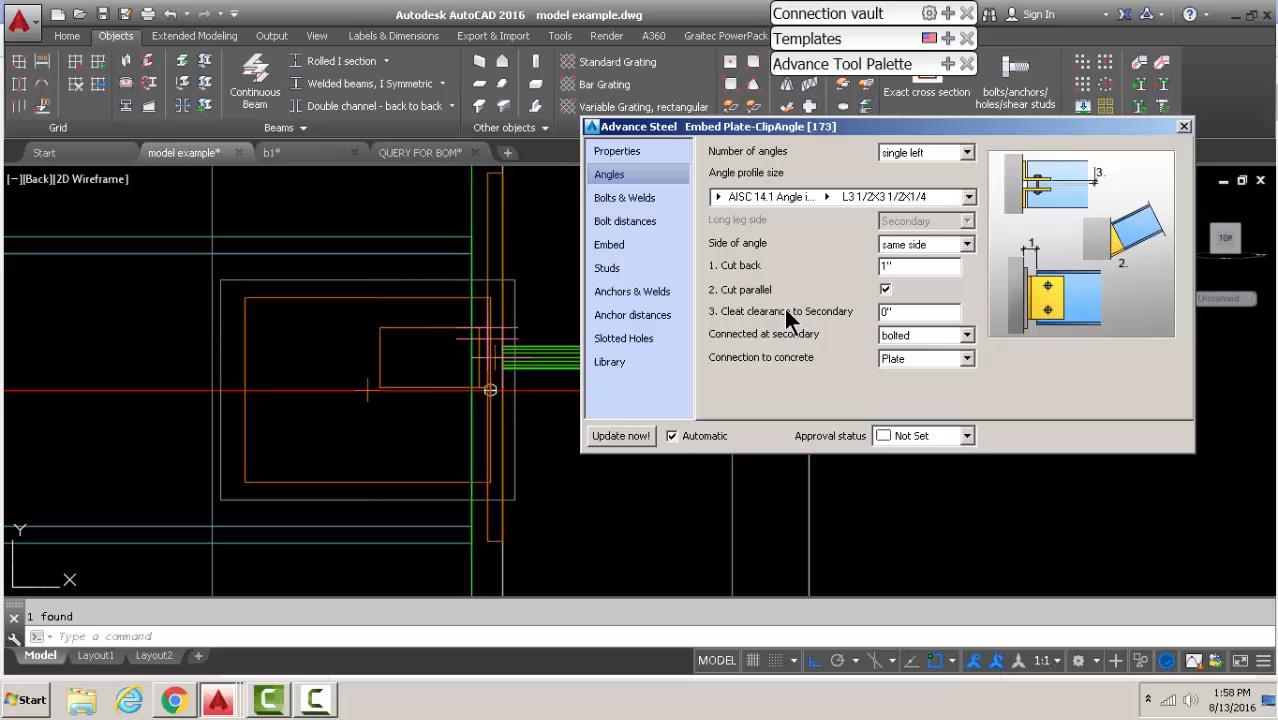 Autodesk AutoCAD 2016 model example.dwg
Connection vault
Sign In
Templates
Advance Tool Palette
Home Objects Extended Modeling Output View Labels & Dimensions Export & Import Tools Render A360 Graitec PowerPack
Continuous Beam
Rolled I section
Welded beams, I Symmetric
Double channel - back to back
Standard Grating
Bar Grating
Variable Grating, rectangular
Exact cross section
bolts/anchors/
holes/shear studs
Grid Beams Other objects
Start model example* b1* QUERY FOR BOM*
[−][Back][2D Wireframe]
Advance Steel Embed Plate-ClipAngle [173]
Properties
Angles
Bolts & Welds
Bolt distances
Embed
Studs
Anchors & Welds
Anchor distances
Slotted Holes
Library
Number of angles single left
Angle profile size
AISC 14.1 Angle i... L3 1/2X3 1/2X1/4
Long leg side Secondary
Side of angle same side
1. Cut back 1"
2. Cut parallel
3. Cleat clearance to Secondary 0"
Connected at secondary bolted
Connection to concrete Plate
3.
1
2.
Update now! Automatic Approval status Not Set
TOP
Unnamed
Y
X
1 found
Type a command
Model Layout1 Layout2
MODEL 1:1
Start
1:58 PM
8/13/2016